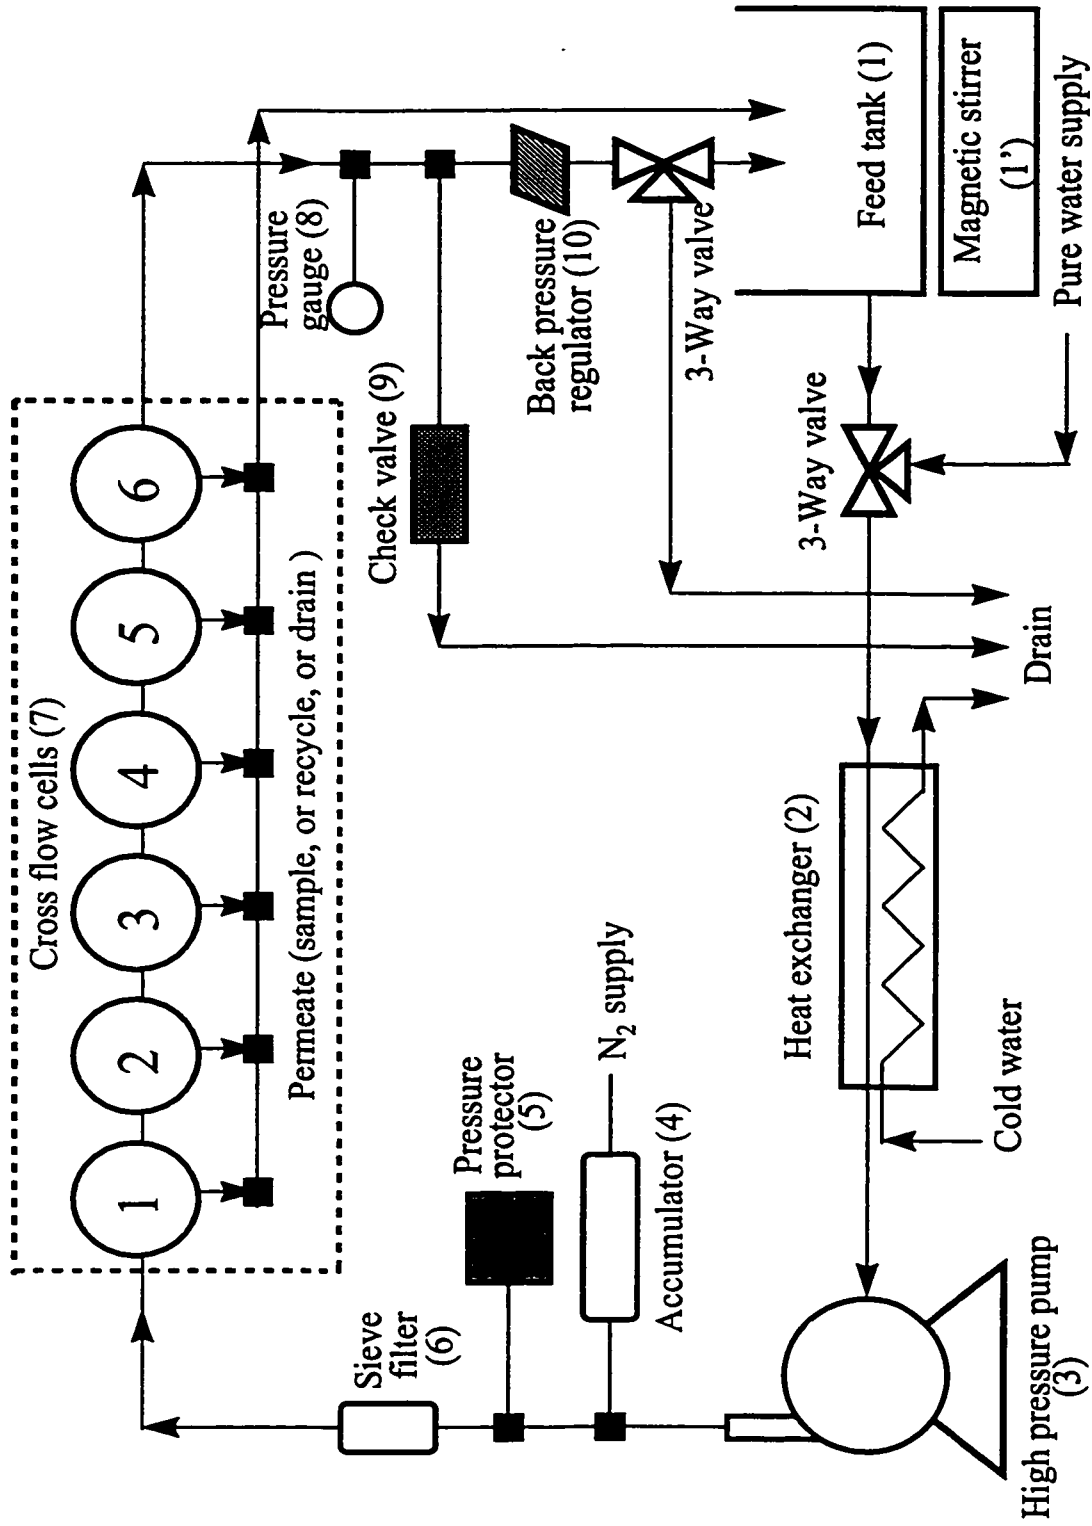 Cross flow cells (7)
1
2
3
4
5
6
Permeate (sample, or recycle, or drain )
Sieve
filter
(6)
Pressure
protector
(5)
N₂ supply
Accumulator (4)
High pressure pump
(3)
Heat exchanger (2)
Cold water
Drain
Check valve (9)
Pressure
gauge (8)
Back pressure
regulator (10)
3-Way valve
3-Way valve
Feed tank (1)
Magnetic stirrer
(1')
Pure water supply